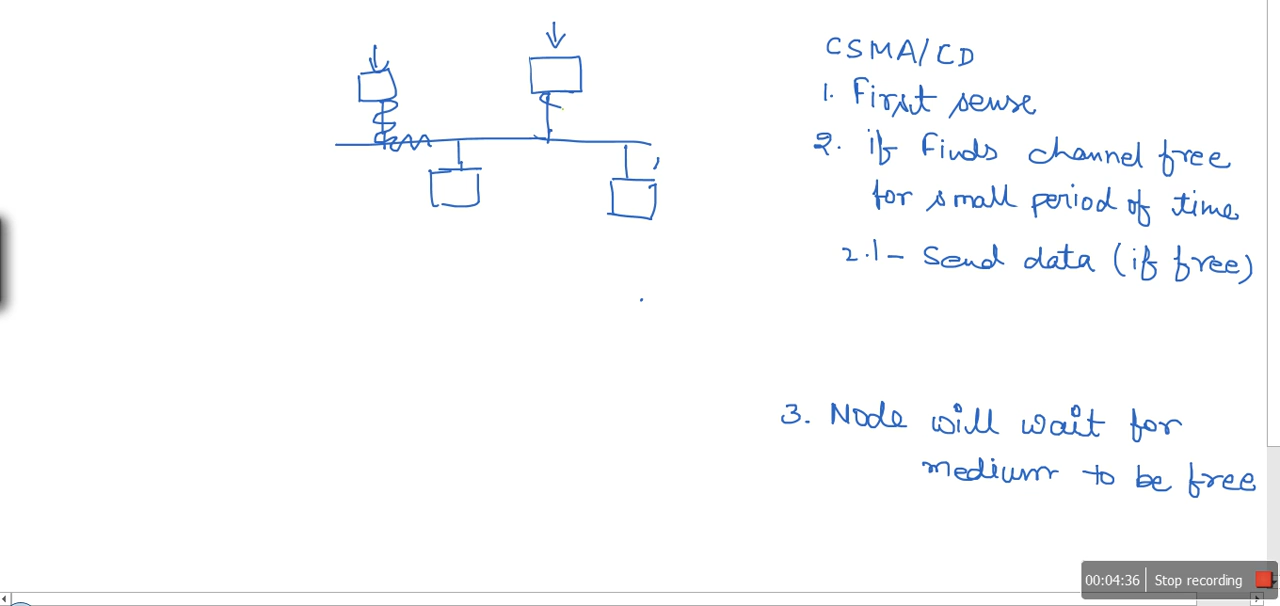 CSMA/CD
1. First sense
2. if Finds channel free
for small period of time
2.1 - Send data (if free)
3. Node will wait for
medium to be free
00:04:36 Stop recording